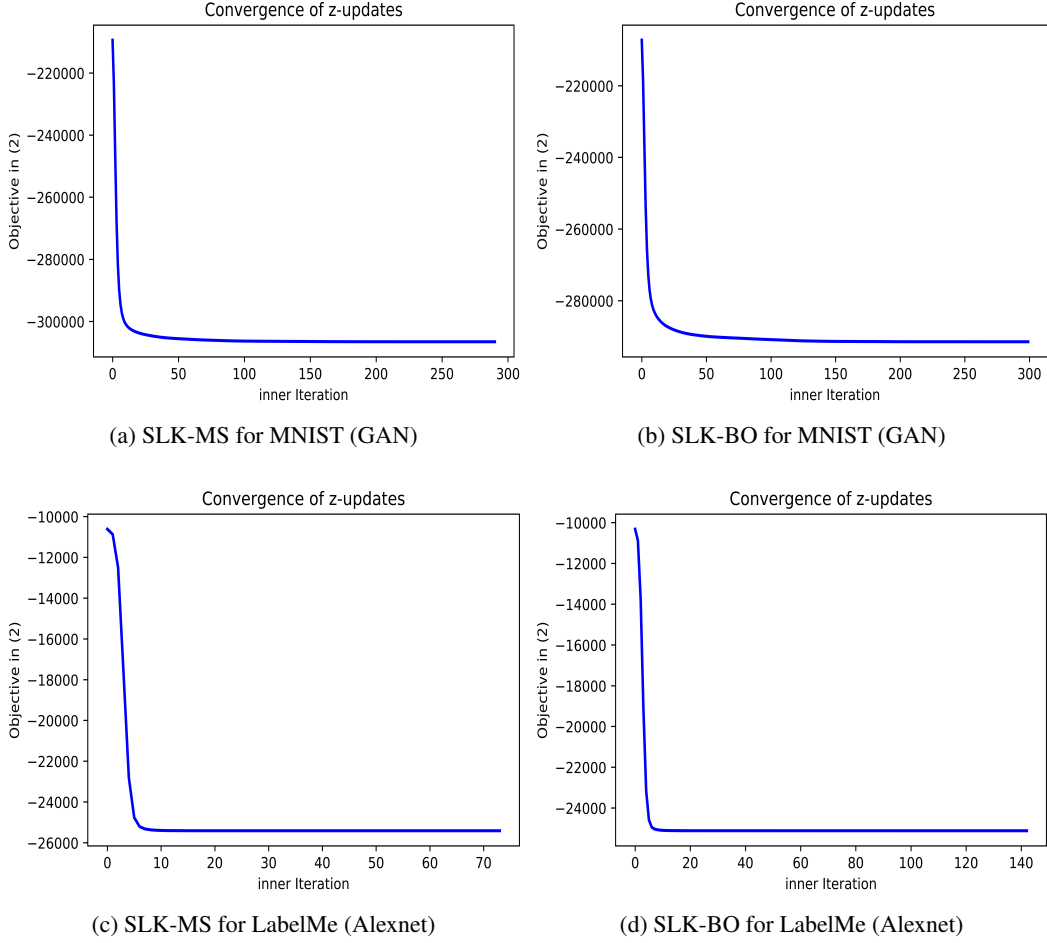 Convergence of z-updates
Objective in (2)
−220000
−240000
−260000
−280000
−300000
0 50 100 150 200 250 300
inner Iteration
(a) SLK-MS for MNIST (GAN)
Convergence of z-updates
Objective in (2)
−220000
−240000
−260000
−280000
0 50 100 150 200 250 300
inner Iteration
(b) SLK-BO for MNIST (GAN)
Convergence of z-updates
Objective in (2)
−10000
−12000
−14000
−16000
−18000
−20000
−22000
−24000
−26000
0 10 20 30 40 50 60 70
inner Iteration
(c) SLK-MS for LabelMe (Alexnet)
Convergence of z-updates
Objective in (2)
−10000
−12000
−14000
−16000
−18000
−20000
−22000
−24000
0 20 40 60 80 100 120 140
inner Iteration
(d) SLK-BO for LabelMe (Alexnet)